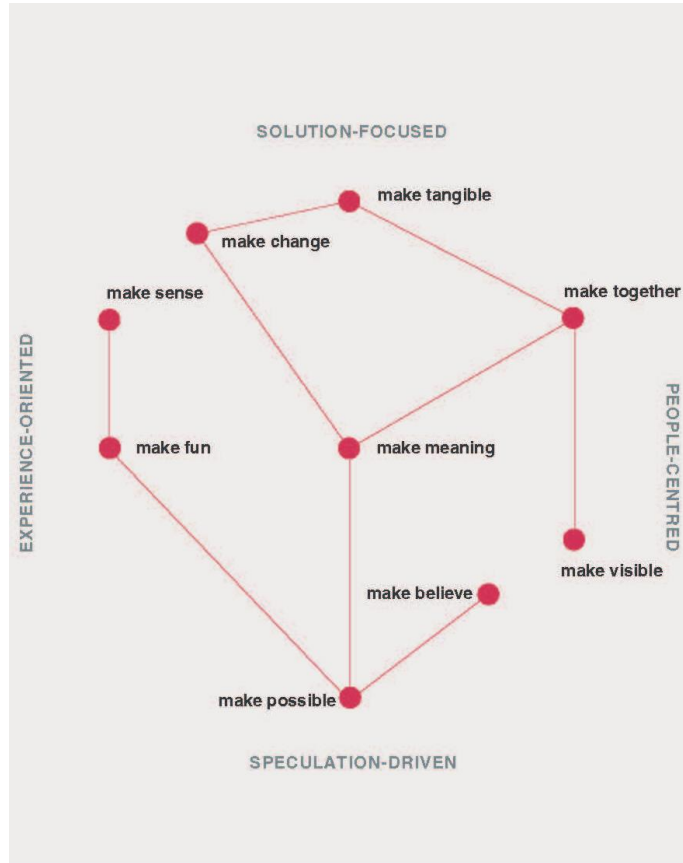 SOLUTION-FOCUSED
make tangible
make change
make together
make sense
EXPERIENCE-ORIENTED
PEOPLE-CENTRED
make fun
make meaning
make visible
make believe
make possible
SPECULATION-DRIVEN